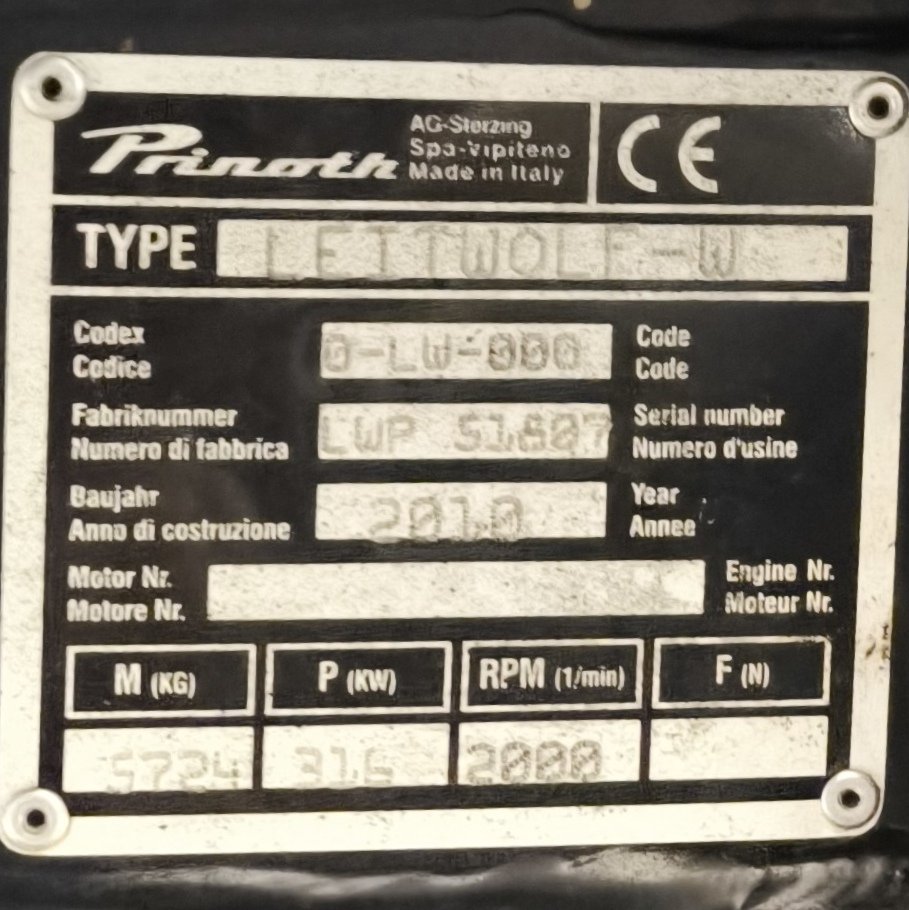 Prinoth
AG-Sterzing
Spa-Vipiteno
Made in Italy
CE
TYPE LEITWOLF-W
Codex 0-LW-000 Code
Codice Code
Fabriknummer LWP 51807 Serial number
Numero di fabbrica Numero d'usine
Baujahr 2010 Year
Anno di costruzione Annee
Motor Nr. Engine Nr.
Motore Nr. Moteur Nr.
M (KG) P (KW) RPM (1/min) F (N)
5724 316 2000